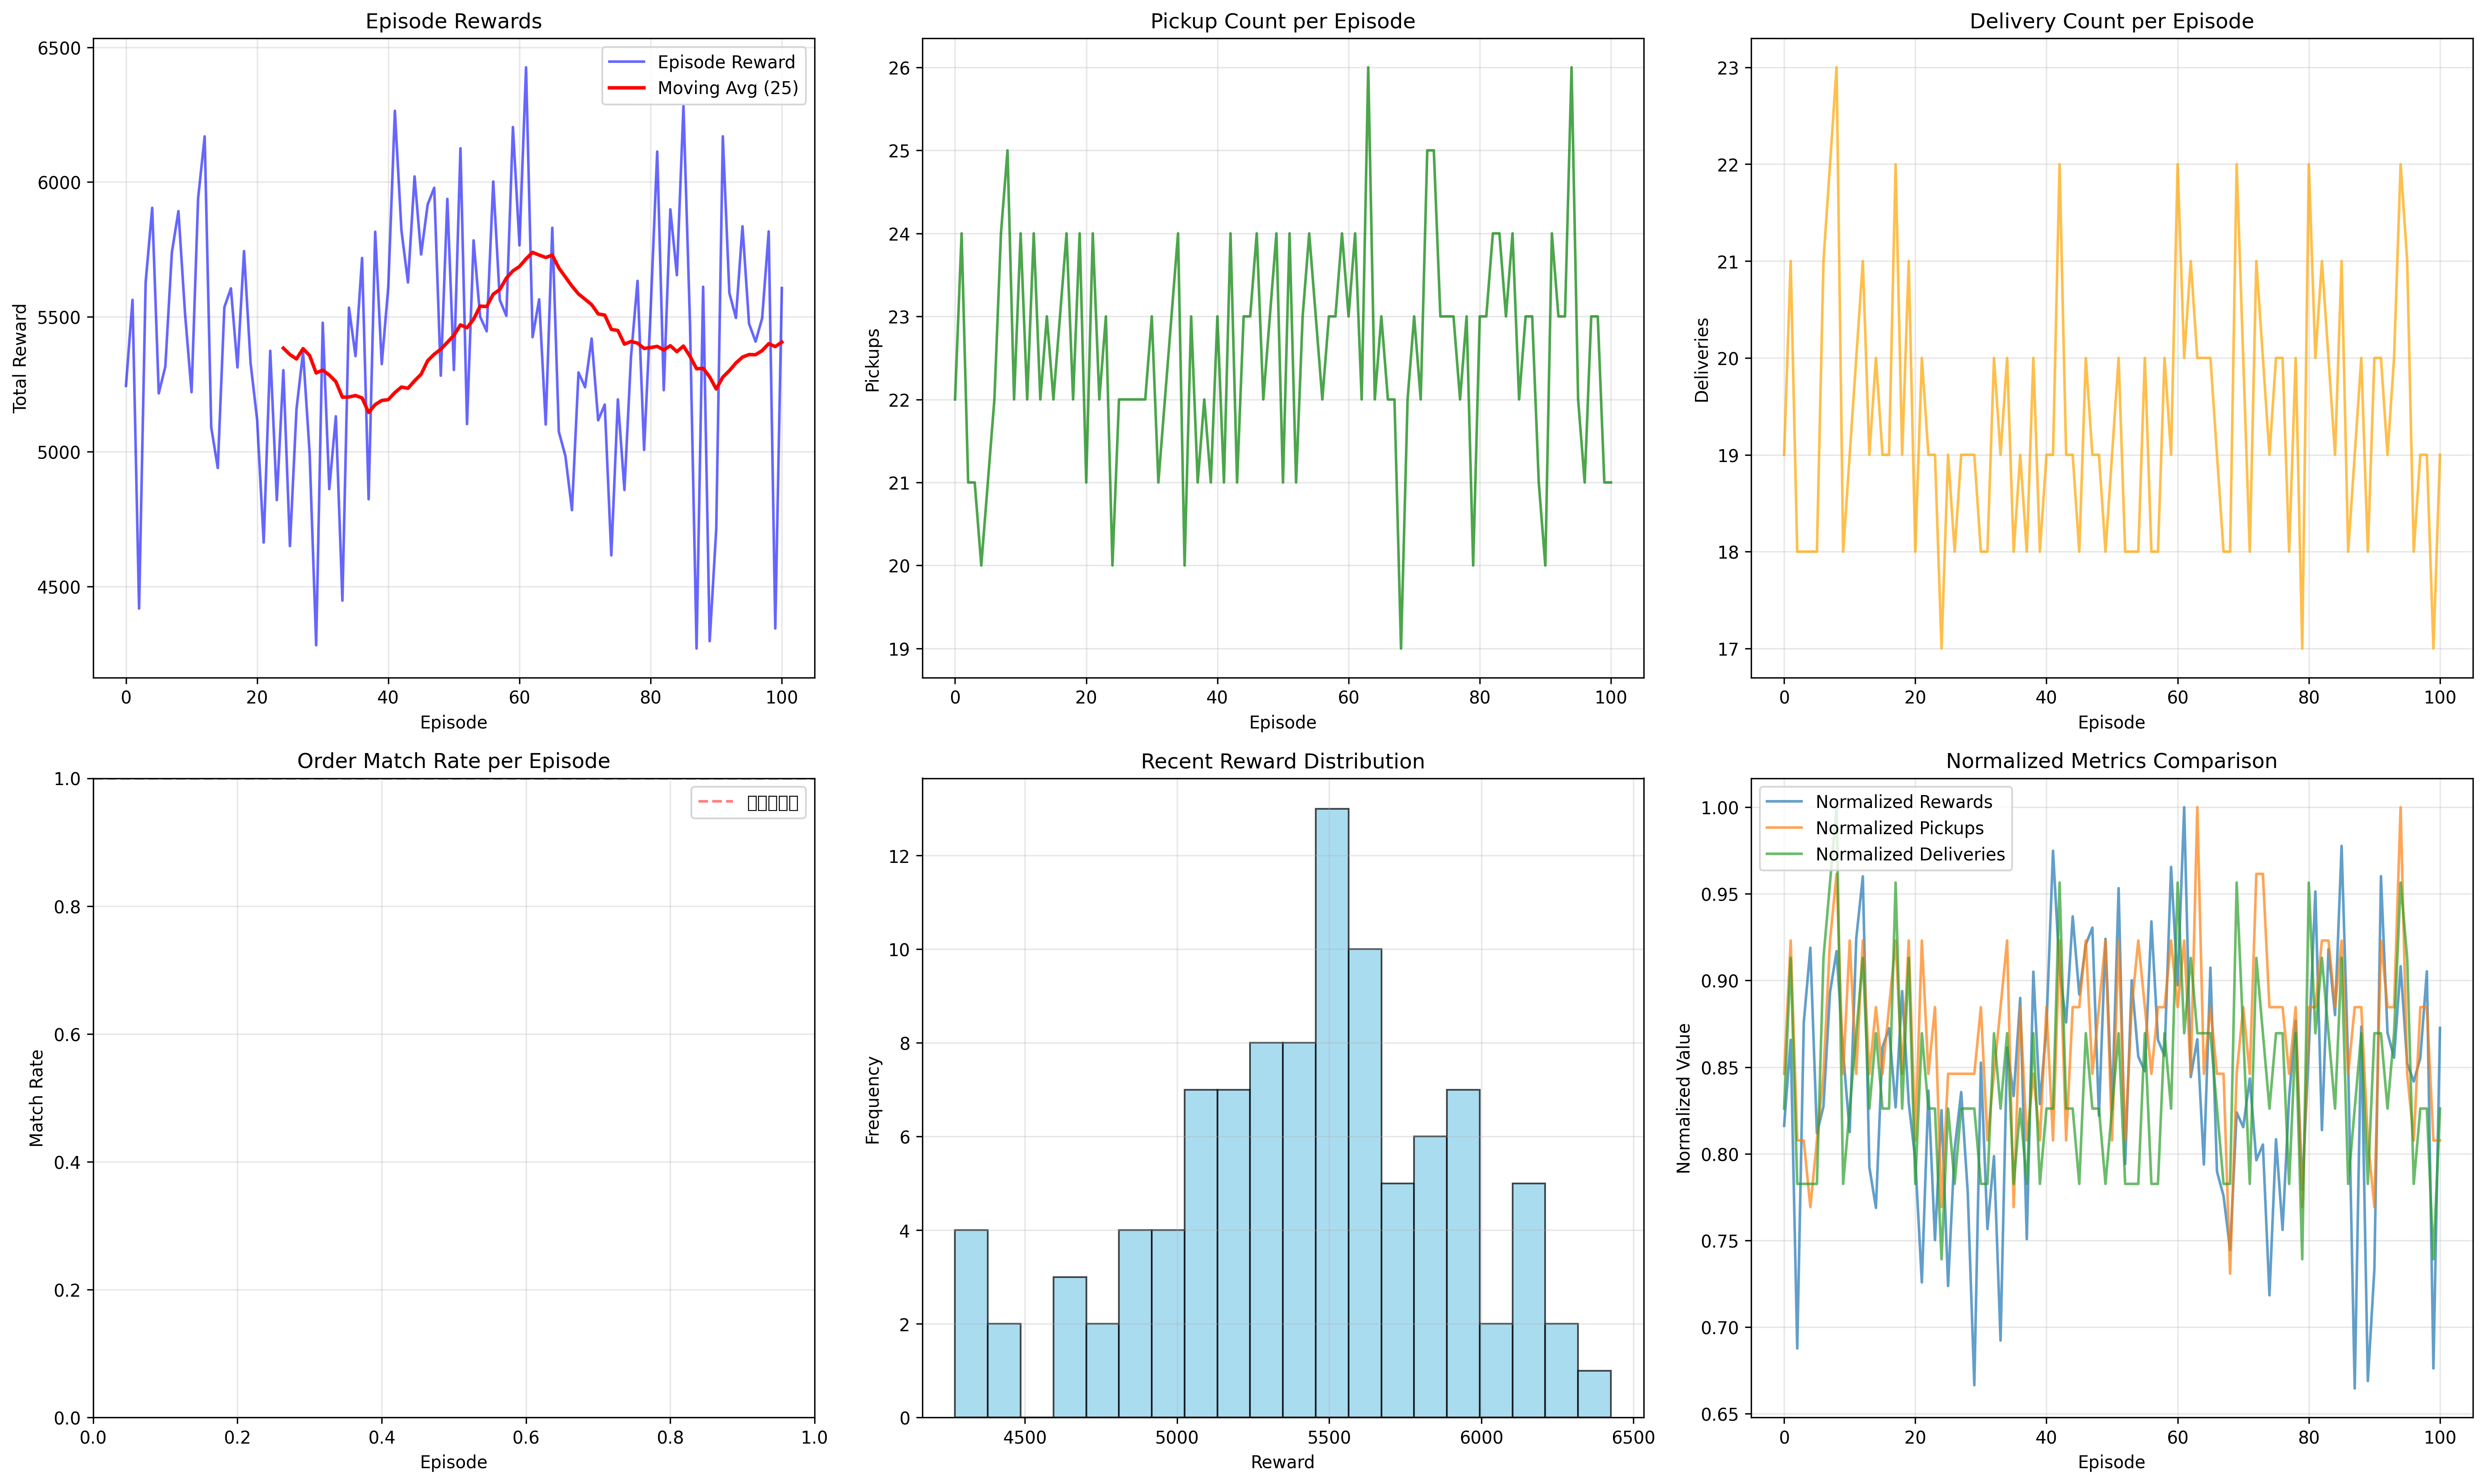 Episode Rewards
6500
6000
5500
5000
4500
Total Reward
Episode Reward
Moving Avg (25)
0 20 40 60 80 100
Episode
Pickup Count per Episode
26
25
24
23
22
21
20
19
Pickups
0 20 40 60 80 100
Episode
Delivery Count per Episode
23
22
21
20
19
18
17
Deliveries
0 20 40 60 80 100
Episode
Order Match Rate per Episode
1.0
0.8
0.6
0.4
0.2
0.0
Match Rate
0.0 0.2 0.4 0.6 0.8 1.0
Episode
Recent Reward Distribution
12
10
8
6
4
2
0
Frequency
4500 5000 5500 6000 6500
Reward
Normalized Metrics Comparison
1.00
0.95
0.90
0.85
0.80
0.75
0.70
0.65
Normalized Value
Normalized Rewards
Normalized Pickups
Normalized Deliveries
0 20 40 60 80 100
Episode